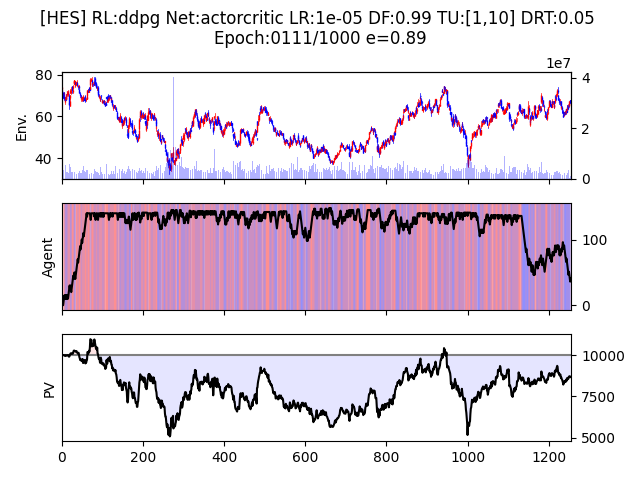 [HES] RL:ddpg Net:actorcritic LR:1e-05 DF:0.99 TU:[1,10] DRT:0.05
Epoch:0111/1000 e=0.89
1e7
Env.
80
60
40
4
2
0
Agent
100
0
PV
10000
7500
5000
0 200 400 600 800 1000 1200